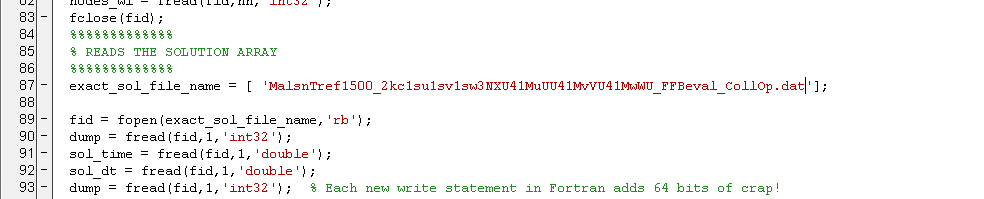 82 nodes_w1 = fread(fid,nn,'int32');
83 - fclose(fid);
84 %%%%%%%%%%%%%
85 % READS THE SOLUTION ARRAY
86 %%%%%%%%%%%%%
87 - exact_sol_file_name = [ 'MalsnTref1500_2kc1su1sv1sw3NXU41MuUU41MvVU41MwWU_FFBeval_CollOp.dat'];
88
89 - fid = fopen(exact_sol_file_name,'rb');
90 - dump = fread(fid,1,'int32');
91 - sol_time = fread(fid,1,'double');
92 - sol_dt = fread(fid,1,'double');
93 - dump = fread(fid,1,'int32'); % Each new write statement in Fortran adds 64 bits of crap!